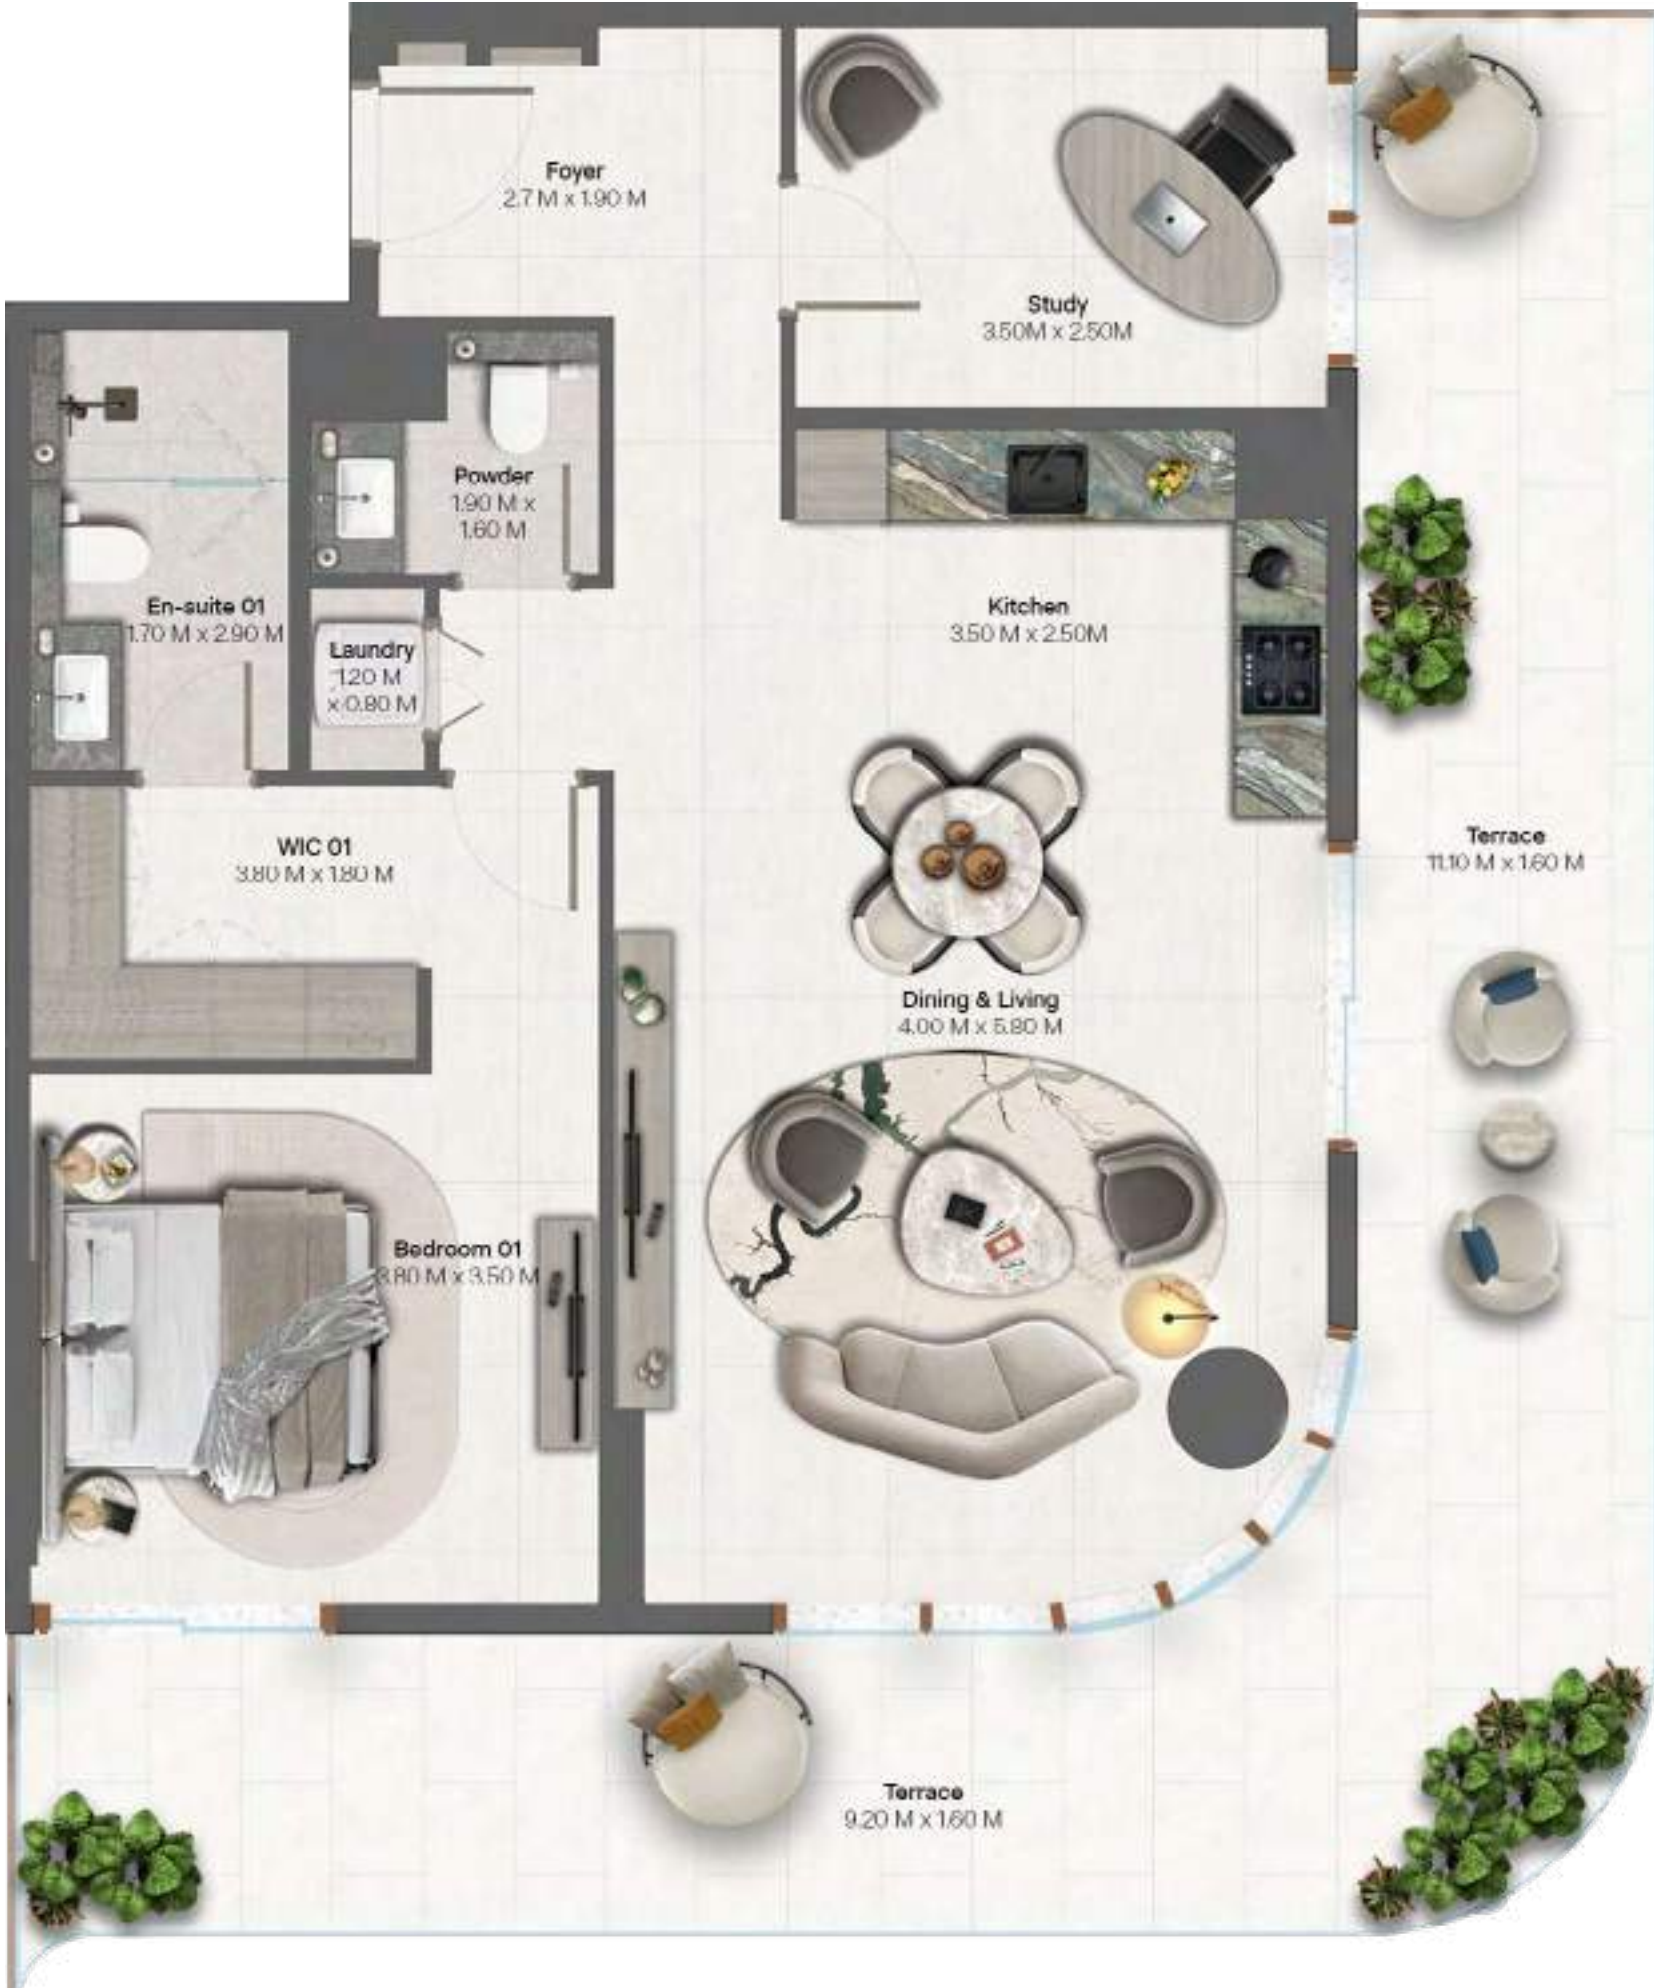 Foyer
2.7 M x 1.90 M
Study
3.50M x 2.50M
Powder
1.90 M x
1.60 M
En-suite 01
1.70 M x 2.90 M
Laundry
1.20 M
x 0.80 M
Kitchen
3.50 M x 2.50M
WIC 01
3.80 M x 1.80 M
Terrace
11.10 M x 1.60 M
Dining & Living
4.00 M x 5.80 M
Bedroom 01
3.80 M x 3.50 M
Terrace
9.20 M x 1.60 M